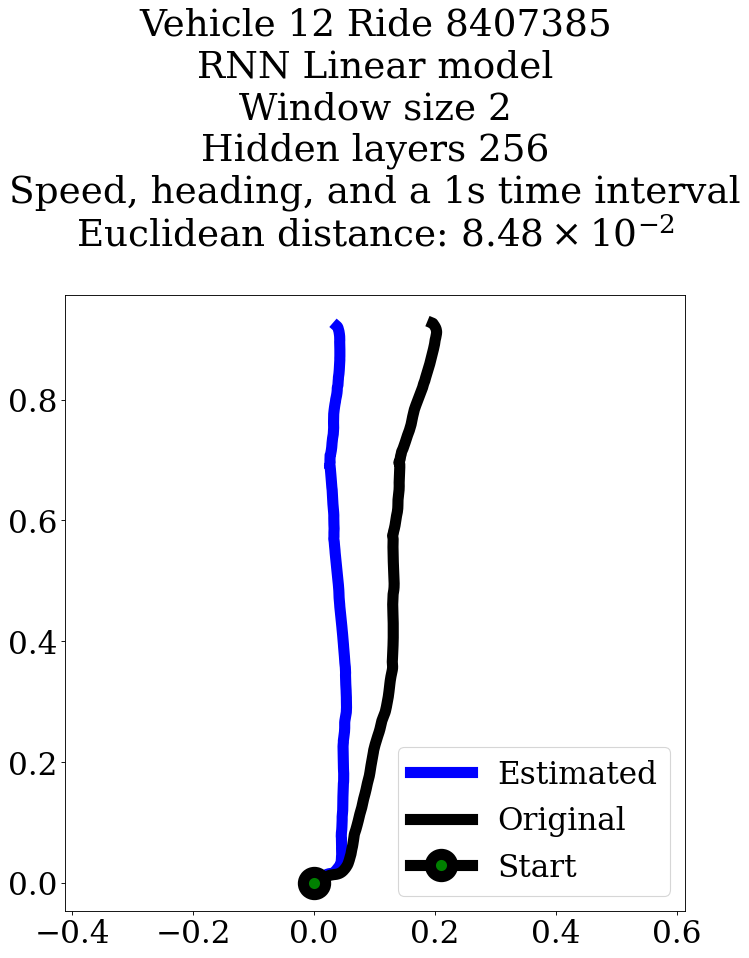 Vehicle 12 Ride 8407385
RNN Linear model
Window size 2
Hidden layers 256
Speed, heading, and a 1s time interval
Euclidean distance: 8.48 × 10⁻²
0.8
0.6
0.4
0.2
0.0
Estimated
Original
Start
−0.4 −0.2 0.0 0.2 0.4 0.6